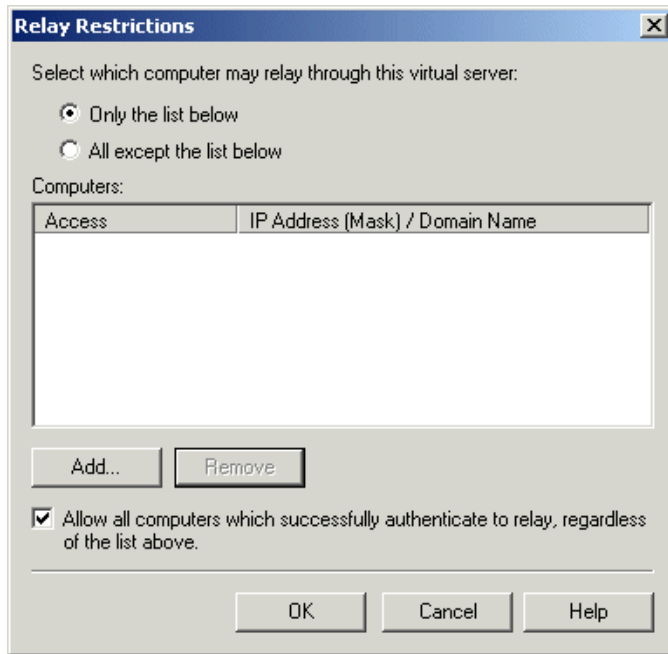 Relay Restrictions
Select which computer may relay through this virtual server:
Only the list below
All except the list below
Computers:
Access IP Address (Mask) / Domain Name
Add... Remove
Allow all computers which successfully authenticate to relay, regardless
of the list above.
OK Cancel Help